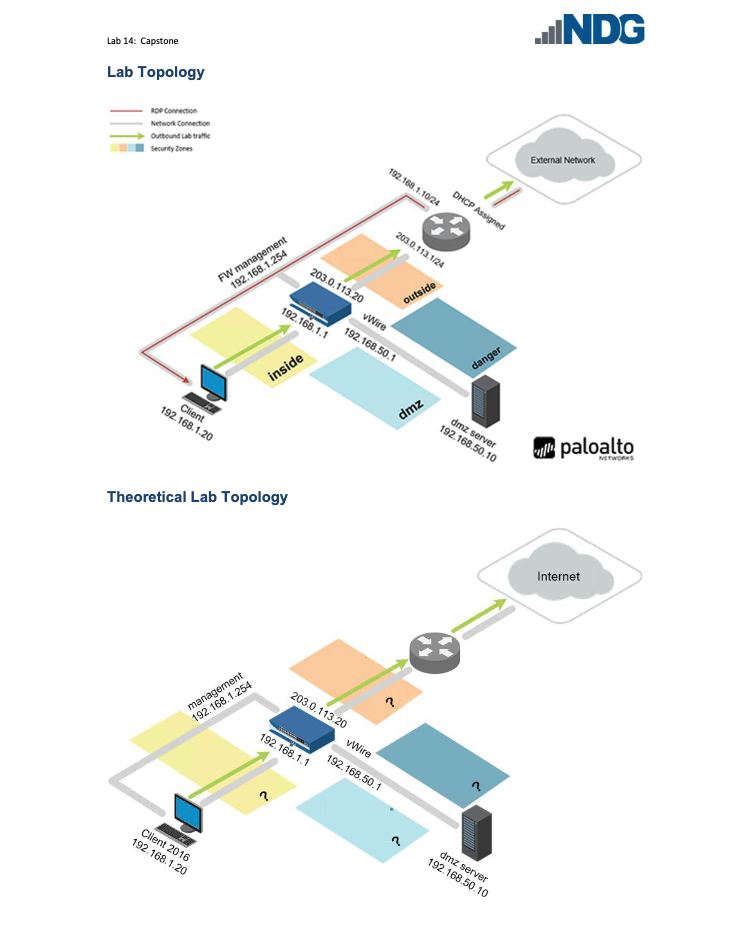 Lab 14: Capstone
NDG
Lab Topology
RDP Connection
Network Connection
Outbound Lab traffic
Security Zones
External Network
192.168.1.10/24
DHCP Assigned
203.0.113.1/24
FW management
192.168.1.254
203.0.113.20
outside
192.168.1.1
vWire
192.168.50.1
danger
inside
dmz
Client
192.168.1.20
dmz server
192.168.50.10
paloalto
NETWORKS
Theoretical Lab Topology
Internet
management
192.168.1.254
203.0.113.20
?
192.168.1.1
vWire
192.168.50.1
?
?
?
Client 2016
192.168.1.20
dmz server
192.168.50.10